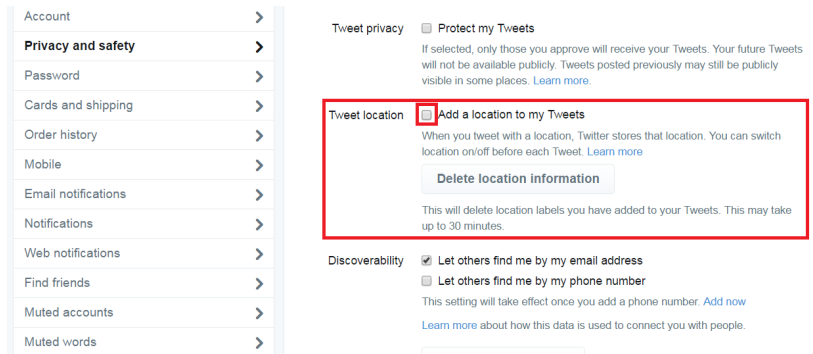 Account
Privacy and safety
Password
Cards and shipping
Order history
Mobile
Email notifications
Notifications
Web notifications
Find friends
Muted accounts
Muted words
Tweet privacy
Protect my Tweets
If selected, only those you approve will receive your Tweets. Your future Tweets
will not be available publicly. Tweets posted previously may still be publicly
visible in some places. Learn more.
Tweet location
Add a location to my Tweets
When you tweet with a location, Twitter stores that location. You can switch
location on/off before each Tweet. Learn more
Delete location information
This will delete location labels you have added to your Tweets. This may take
up to 30 minutes.
Discoverability
Let others find me by my email address
Let others find me by my phone number
This setting will take effect once you add a phone number. Add now
Learn more about how this data is used to connect you with people.